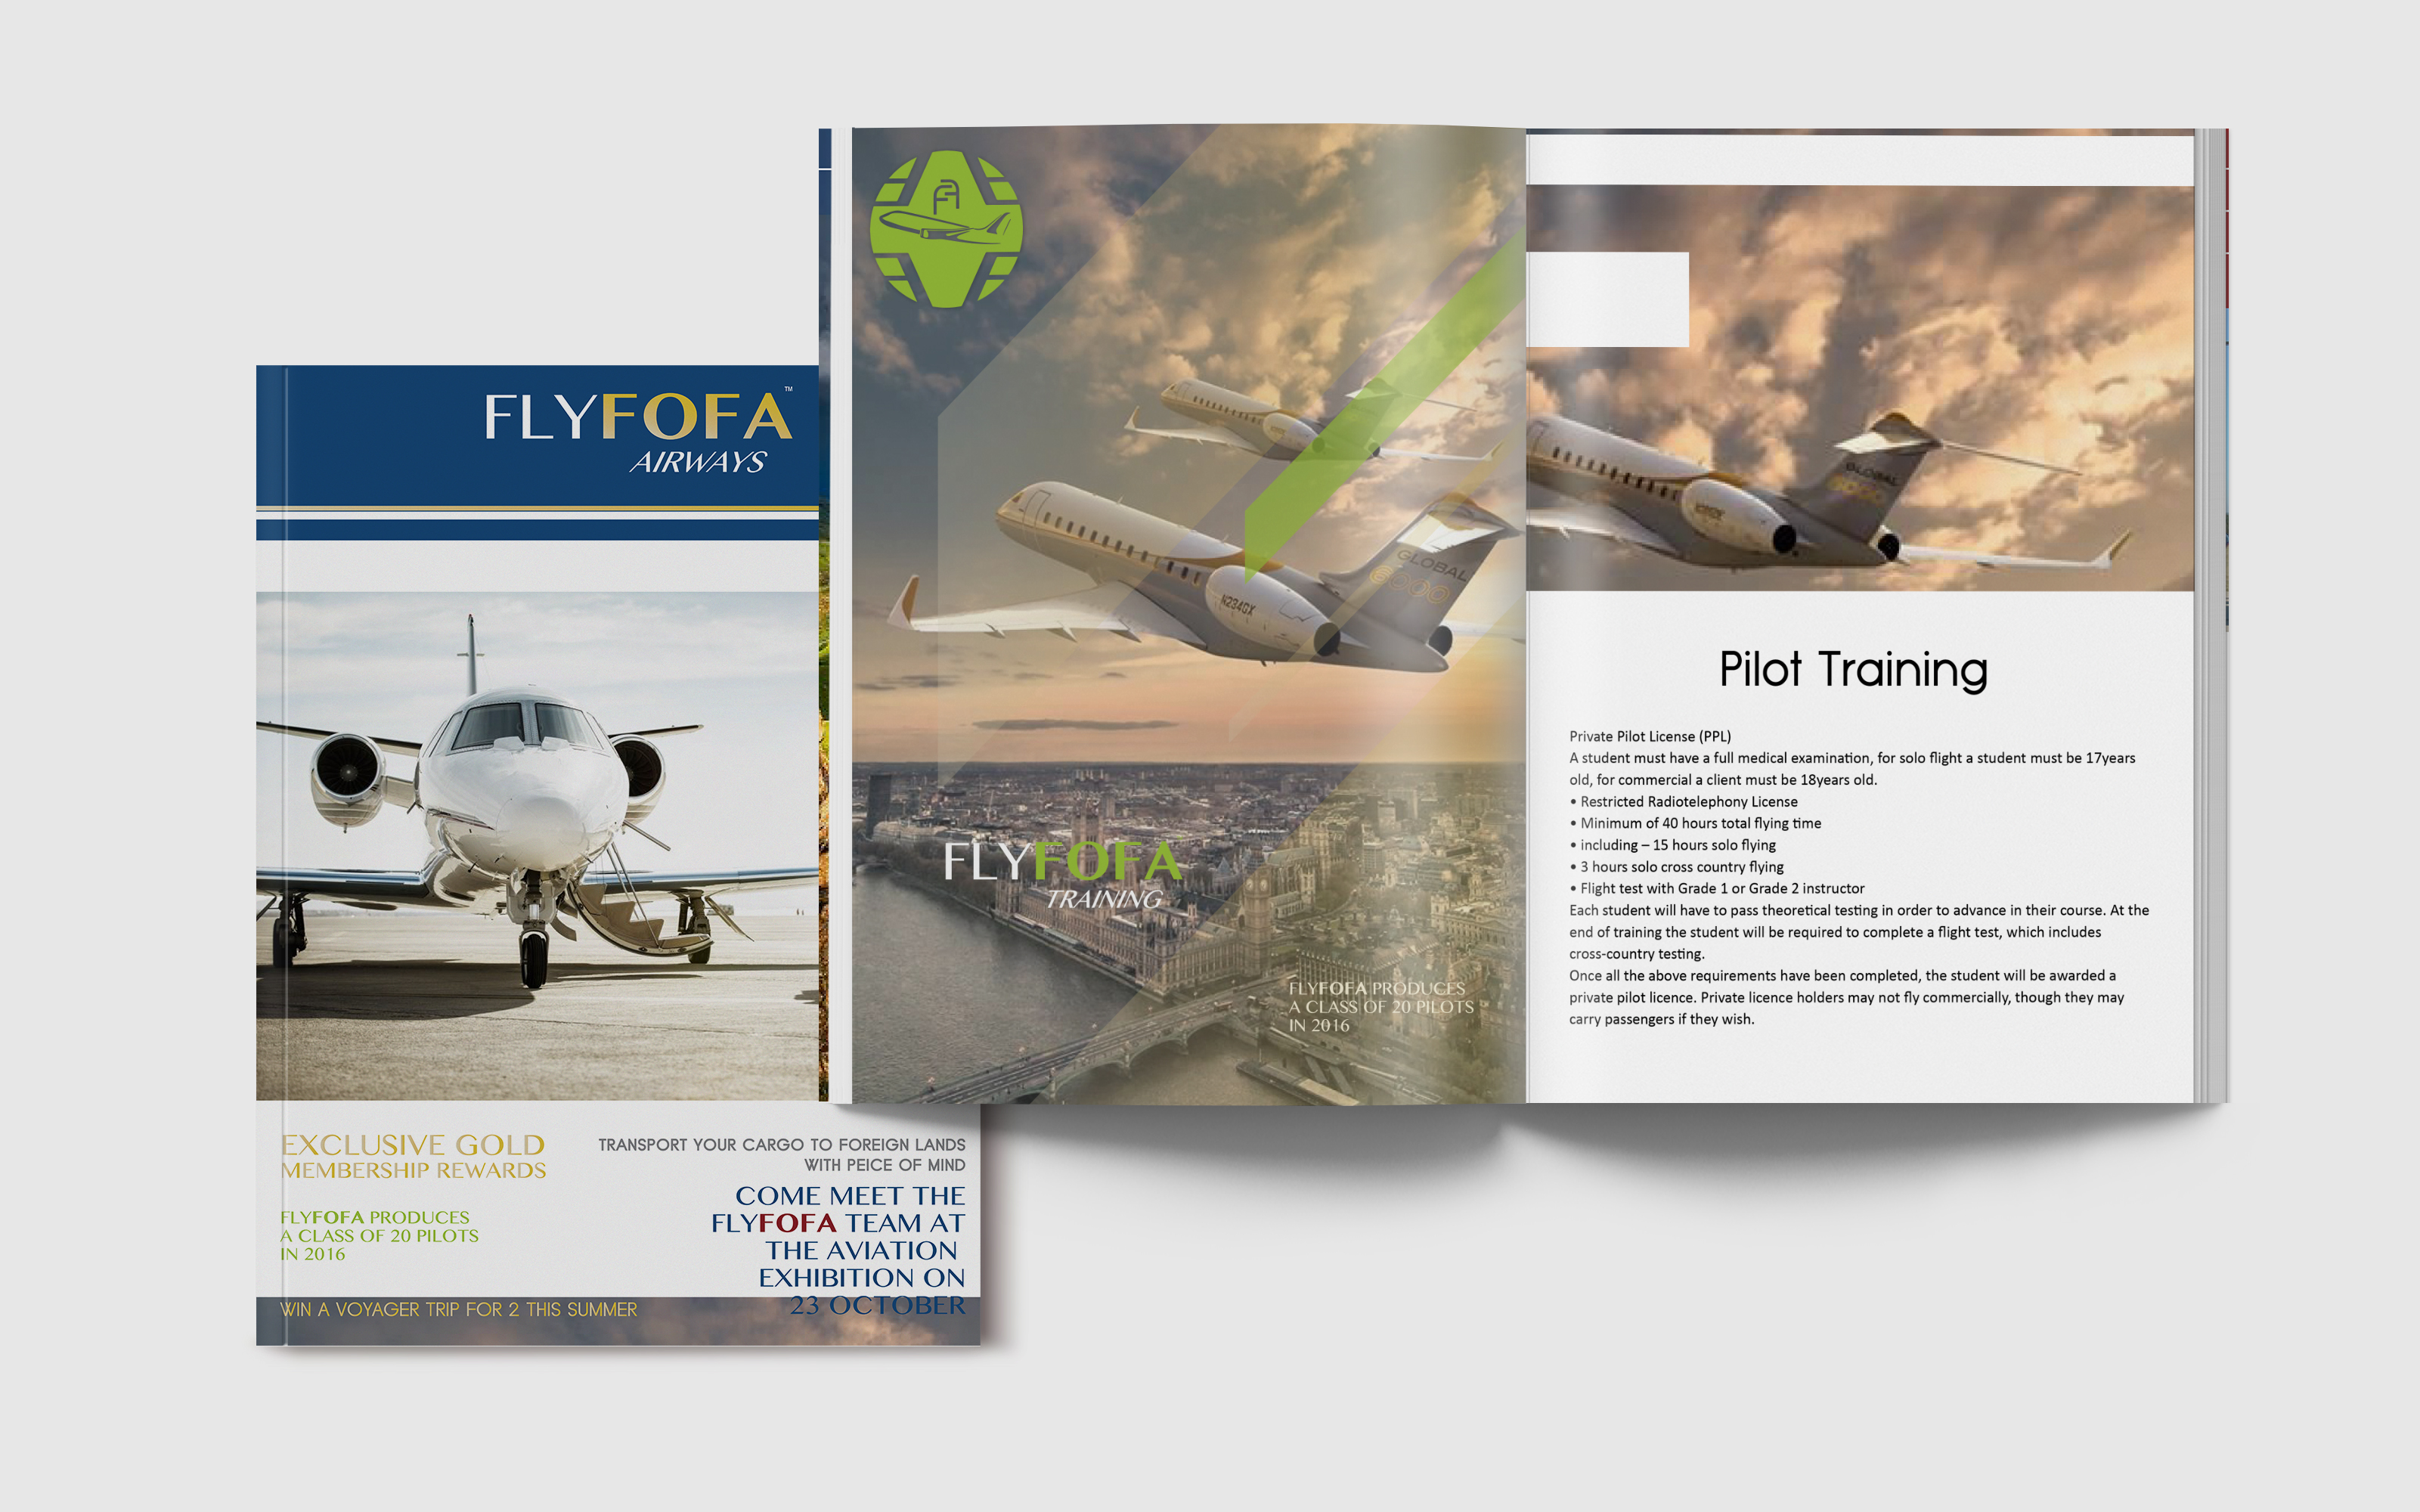 FLYFOFA™
AIRWAYS
EXCLUSIVE GOLD
MEMBERSHIP REWARDS
FLYFOFA PRODUCES
A CLASS OF 20 PILOTS
IN 2016
WIN A VOYAGER TRIP FOR 2 THIS SUMMER
TRANSPORT YOUR CARGO TO FOREIGN LANDS
WITH PEICE OF MIND
COME MEET THE
FLYFOFA TEAM AT
THE AVIATION
EXHIBITION ON
23 OCTOBER
GLOBAL
6000
N234GX
FLYFOFA
TRAINING
FLYFOFA PRODUCES
A CLASS OF 20 PILOTS
IN 2016
GLOBAL
Pilot Training
Private Pilot License (PPL)
A student must have a full medical examination, for solo flight a student must be 17years
old, for commercial a client must be 18years old.
• Restricted Radiotelephony License
• Minimum of 40 hours total flying time
• including – 15 hours solo flying
• 3 hours solo cross country flying
• Flight test with Grade 1 or Grade 2 instructor
Each student will have to pass theoretical testing in order to advance in their course. At the
end of training the student will be required to complete a flight test, which includes
cross-country testing.
Once all the above requirements have been completed, the student will be awarded a
private pilot licence. Private licence holders may not fly commercially, though they may
carry passengers if they wish.